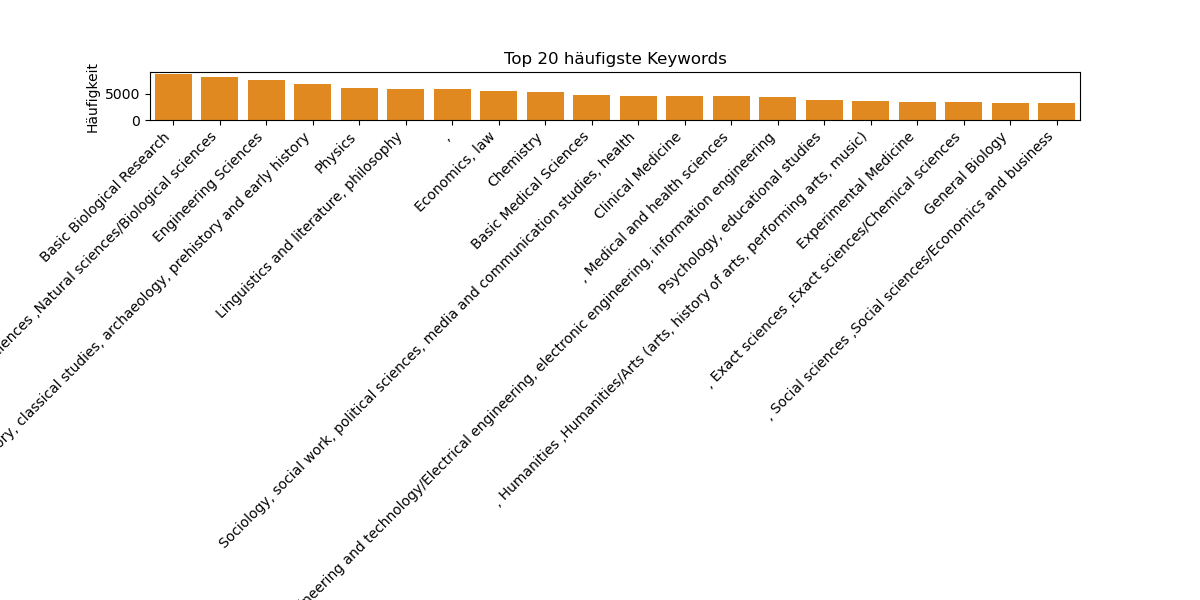 Top 20 häufigste Keywords
Häufigkeit
5000
0
Basic Biological Research
,Natural sciences/Biological sciences
Engineering Sciences
classical studies, archaeology, prehistory and early history
Physics
Linguistics and literature, philosophy
,
Economics, law
Chemistry
Basic Medical Sciences
Sociology, social work, political sciences, media and communication studies, health
Clinical Medicine
, Medical and health sciences
and technology/Electrical engineering, electronic engineering, information engineering
Psychology, educational studies
, Humanities ,Humanities/Arts (arts, history of arts, performing arts, music)
Experimental Medicine
, Exact sciences ,Exact sciences/Chemical sciences
General Biology
, Social sciences ,Social sciences/Economics and business